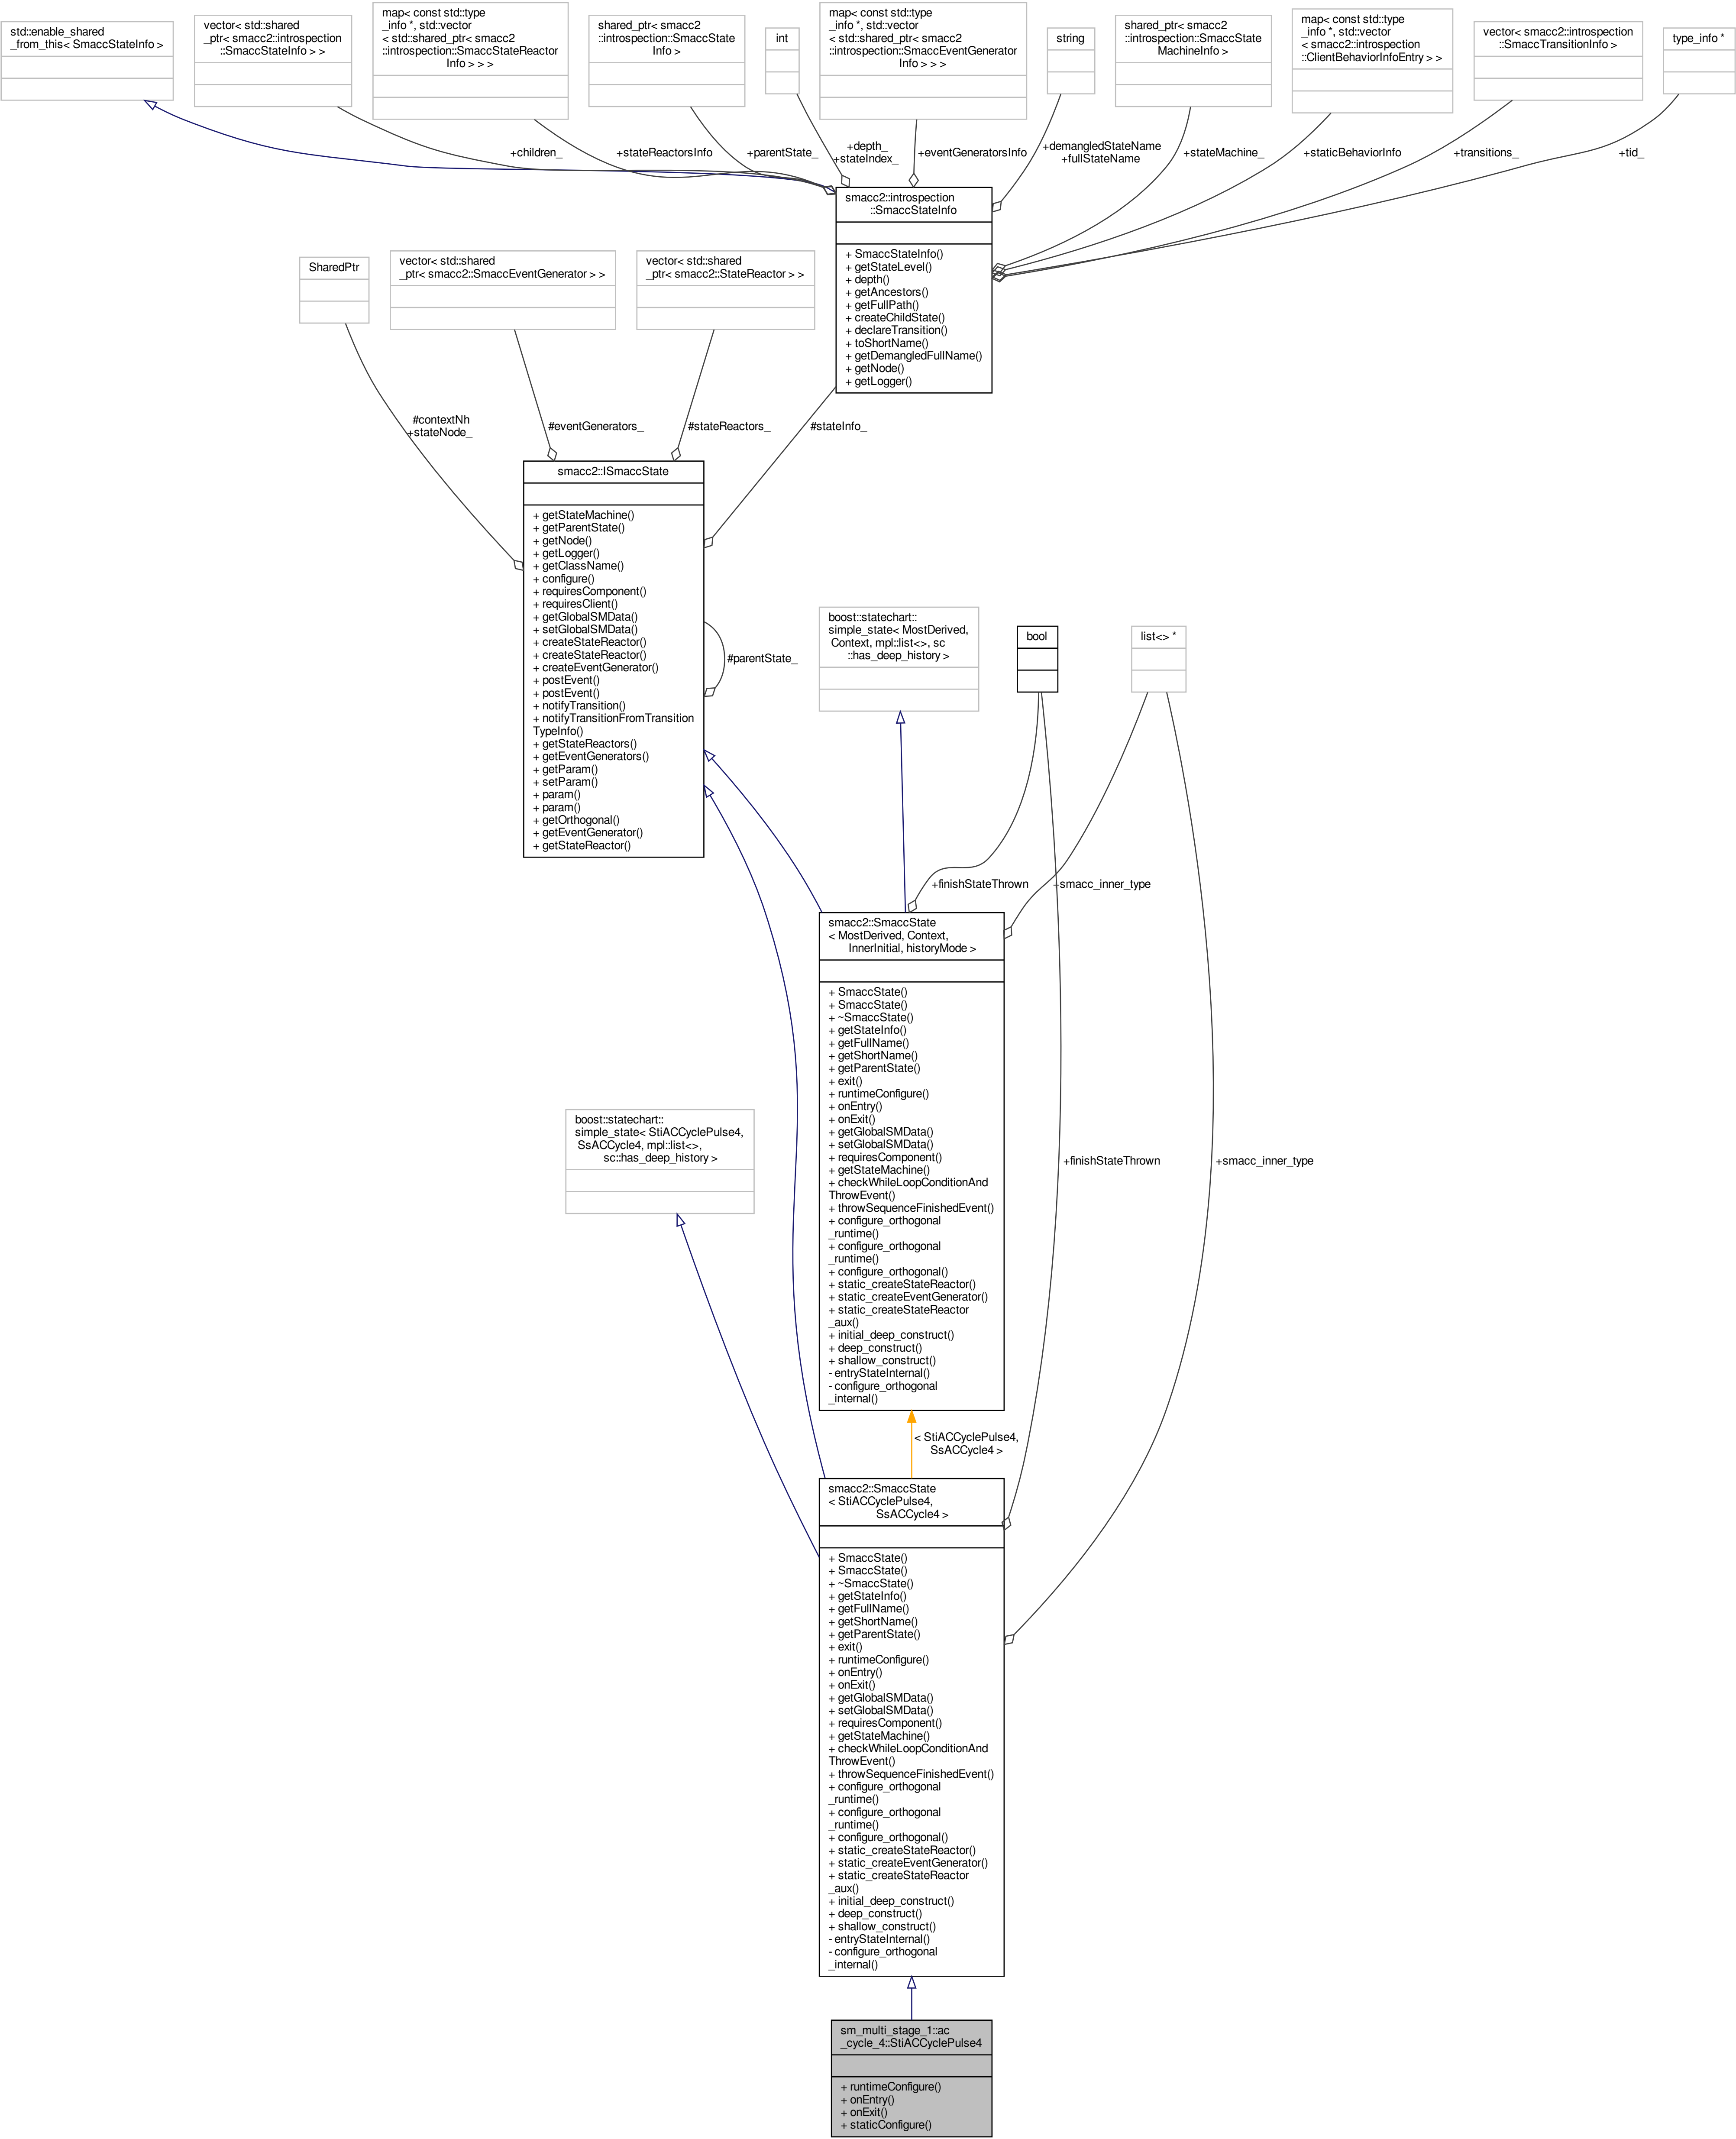 std::enable_shared
_from_this< SmaccStateInfo >
vector< std::shared
_ptr< smacc2::introspection
::SmaccStateInfo > >
map< const std::type
_info *, std::vector
< std::shared_ptr< smacc2
::introspection::SmaccStateReactor
Info > > >
shared_ptr< smacc2
::introspection::SmaccState
Info >
int
map< const std::type
_info *, std::vector
< std::shared_ptr< smacc2
::introspection::SmaccEventGenerator
Info > > >
string
shared_ptr< smacc2
::introspection::SmaccState
MachineInfo >
map< const std::type
_info *, std::vector
< smacc2::introspection
::ClientBehaviorInfoEntry > >
vector< smacc2::introspection
::SmaccTransitionInfo >
type_info *
+children_
+stateReactorsInfo
+parentState_
+depth_
+stateIndex_
+eventGeneratorsInfo
+demangledStateName
+fullStateName
+stateMachine_
+staticBehaviorInfo
+transitions_
+tid_
smacc2::introspection
::SmaccStateInfo
+ SmaccStateInfo()
+ getStateLevel()
+ depth()
+ getAncestors()
+ getFullPath()
+ createChildState()
+ declareTransition()
+ toShortName()
+ getDemangledFullName()
+ getNode()
+ getLogger()
SharedPtr
vector< std::shared
_ptr< smacc2::SmaccEventGenerator > >
vector< std::shared
_ptr< smacc2::StateReactor > >
#contextNh
+stateNode_
#eventGenerators_
#stateReactors_
#stateInfo_
smacc2::ISmaccState
+ getStateMachine()
+ getParentState()
+ getNode()
+ getLogger()
+ getClassName()
+ configure()
+ requiresComponent()
+ requiresClient()
+ getGlobalSMData()
+ setGlobalSMData()
+ createStateReactor()
+ createStateReactor()
+ createEventGenerator()
+ postEvent()
+ postEvent()
+ notifyTransition()
+ notifyTransitionFromTransition
TypeInfo()
+ getStateReactors()
+ getEventGenerators()
+ getParam()
+ setParam()
+ param()
+ param()
+ getOrthogonal()
+ getEventGenerator()
+ getStateReactor()
#parentState_
boost::statechart::
simple_state< MostDerived,
Context, mpl::list<>, sc
::has_deep_history >
bool
list<> *
+finishStateThrown
+smacc_inner_type
smacc2::SmaccState
< MostDerived, Context,
InnerInitial, historyMode >
+ SmaccState()
+ SmaccState()
+ ~SmaccState()
+ getStateInfo()
+ getFullName()
+ getShortName()
+ getParentState()
+ exit()
+ runtimeConfigure()
+ onEntry()
+ onExit()
+ getGlobalSMData()
+ setGlobalSMData()
+ requiresComponent()
+ getStateMachine()
+ checkWhileLoopConditionAnd
ThrowEvent()
+ throwSequenceFinishedEvent()
+ configure_orthogonal
_runtime()
+ configure_orthogonal
_runtime()
+ configure_orthogonal()
+ static_createStateReactor()
+ static_createEventGenerator()
+ static_createStateReactor
_aux()
+ initial_deep_construct()
+ deep_construct()
+ shallow_construct()
- entryStateInternal()
- configure_orthogonal
_internal()
boost::statechart::
simple_state< StiACCyclePulse4,
SsACCycle4, mpl::list<>,
sc::has_deep_history >
+finishStateThrown
+smacc_inner_type
< StiACCyclePulse4,
SsACCycle4 >
smacc2::SmaccState
< StiACCyclePulse4,
SsACCycle4 >
+ SmaccState()
+ SmaccState()
+ ~SmaccState()
+ getStateInfo()
+ getFullName()
+ getShortName()
+ getParentState()
+ exit()
+ runtimeConfigure()
+ onEntry()
+ onExit()
+ getGlobalSMData()
+ setGlobalSMData()
+ requiresComponent()
+ getStateMachine()
+ checkWhileLoopConditionAnd
ThrowEvent()
+ throwSequenceFinishedEvent()
+ configure_orthogonal
_runtime()
+ configure_orthogonal
_runtime()
+ configure_orthogonal()
+ static_createStateReactor()
+ static_createEventGenerator()
+ static_createStateReactor
_aux()
+ initial_deep_construct()
+ deep_construct()
+ shallow_construct()
- entryStateInternal()
- configure_orthogonal
_internal()
sm_multi_stage_1::ac
_cycle_4::StiACCyclePulse4
+ runtimeConfigure()
+ onEntry()
+ onExit()
+ staticConfigure()